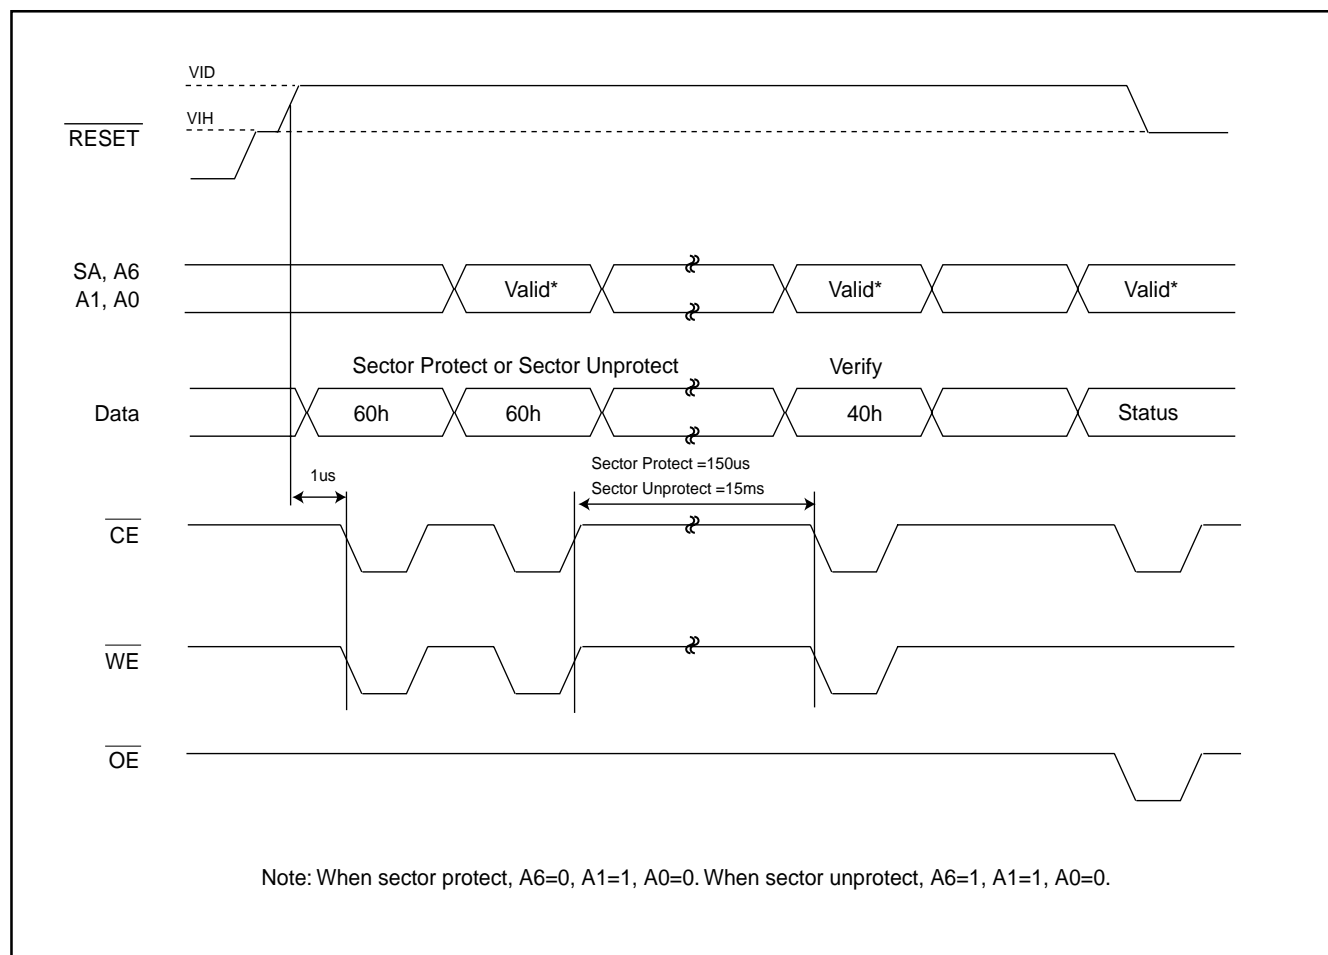 VID
VIH
RESET
SA, A6
A1, A0
Valid*
Valid*
Valid*
Sector Protect or Sector Unprotect
Verify
Data
60h
60h
40h
Status
1us
Sector Protect =150us
Sector Unprotect =15ms
CE
WE
OE
Note: When sector protect, A6=0, A1=1, A0=0. When sector unprotect, A6=1, A1=1, A0=0.